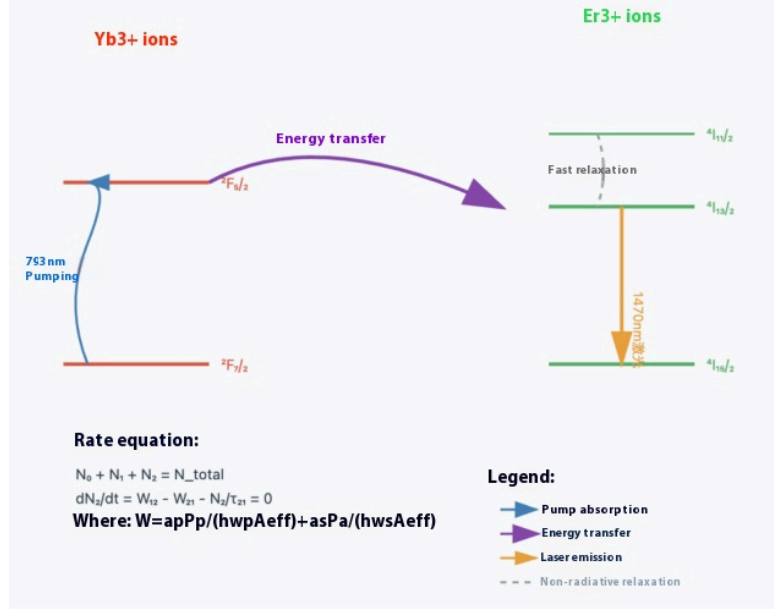 Er3+ ions
Yb3+ ions
Energy transfer
⁴I₁₁/₂
Fast relaxation
²F₅/₂
⁴I₁₃/₂
793nm
Pumping
1470nm激光
²F₇/₂
⁴I₁₅/₂
Rate equation:
N₀ + N₁ + N₂ = N_total
dN₂/dt = W₁₂ - W₂₁ - N₂/τ₂₁ = 0
Where: W=apPp/(hwpAeff)+asPa/(hwsAeff)
Legend:
Pump absorption
Energy transfer
Laser emission
Non-radiative relaxation